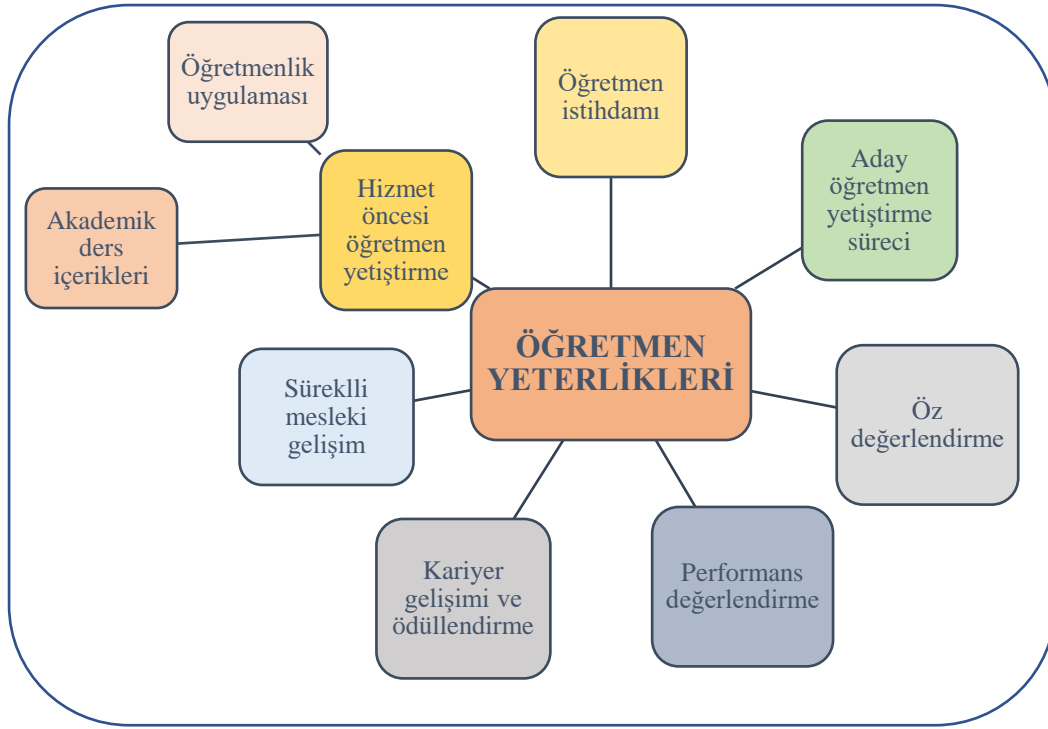 Öğretmenlik
uygulaması
Öğretmen
istihdamı
Aday
öğretmen
yetiştirme
süreci
Hizmet
öncesi
öğretmen
yetiştirme
Akademik
ders
içerikleri
ÖĞRETMEN
YETERLİKLERİ
Süreklli
mesleki
gelişim
Öz
değerlendirme
Kariyer
gelişimi ve
ödüllendirme
Performans
değerlendirme